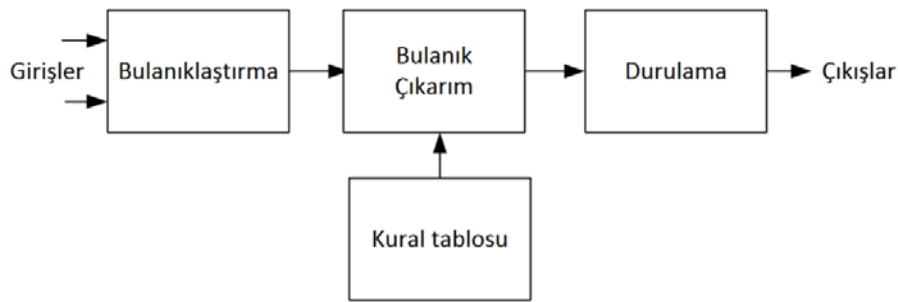 Girişler
Bulanıklaştırma
Bulanık
Çıkarım
Durulama
Çıkışlar
Kural tablosu